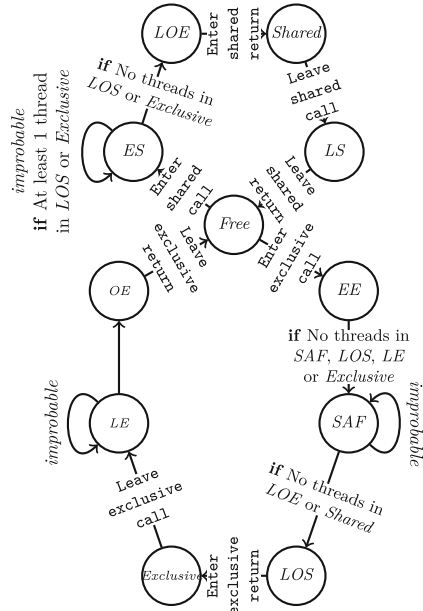 LOE
Enter
shared
return
Shared
if No threads in
LOS or Exclusive
Leave
shared
call
improbable
if At least 1 thread
in LOS or Exclusive
ES
LS
Enter
shared
call
Leave
shared
return
Free
exclusive
Leave
return
Enter
exclusive
call
OE
EE
if No threads in
SAF, LOS, LE
or Exclusive
improbable
LE
SAF
improbable
Leave
exclusive
call
if No threads in
LOE or Shared
Exclusive
Enter
exclusive
return
LOS